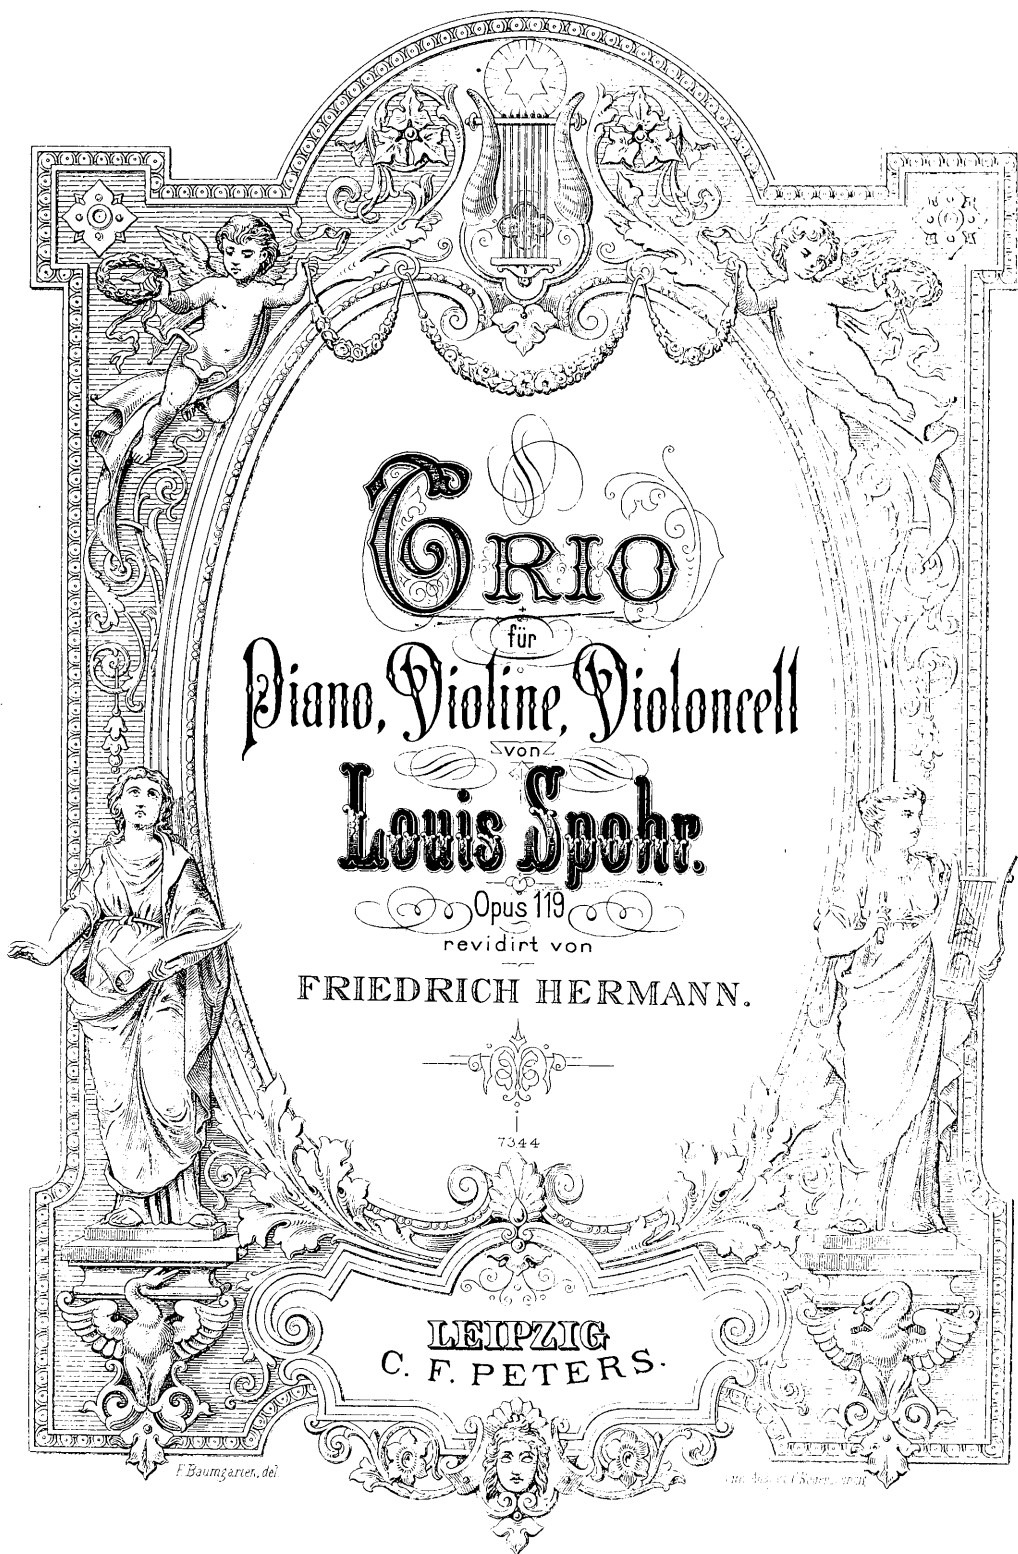 Trio
für
Piano, Violine, Violoncell
von
Louis Spohr.
Opus 119
revidirt von
FRIEDRICH HERMANN.
7344
LEIPZIG
C. F. PETERS.
F. Baumgarten, del.